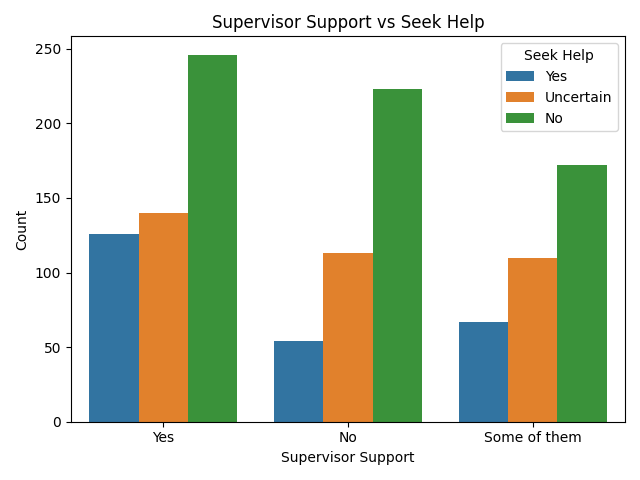 Supervisor Support vs Seek Help
Seek Help
Yes
Uncertain
No
250
200
150
100
50
0
Count
Yes
No
Some of them
Supervisor Support